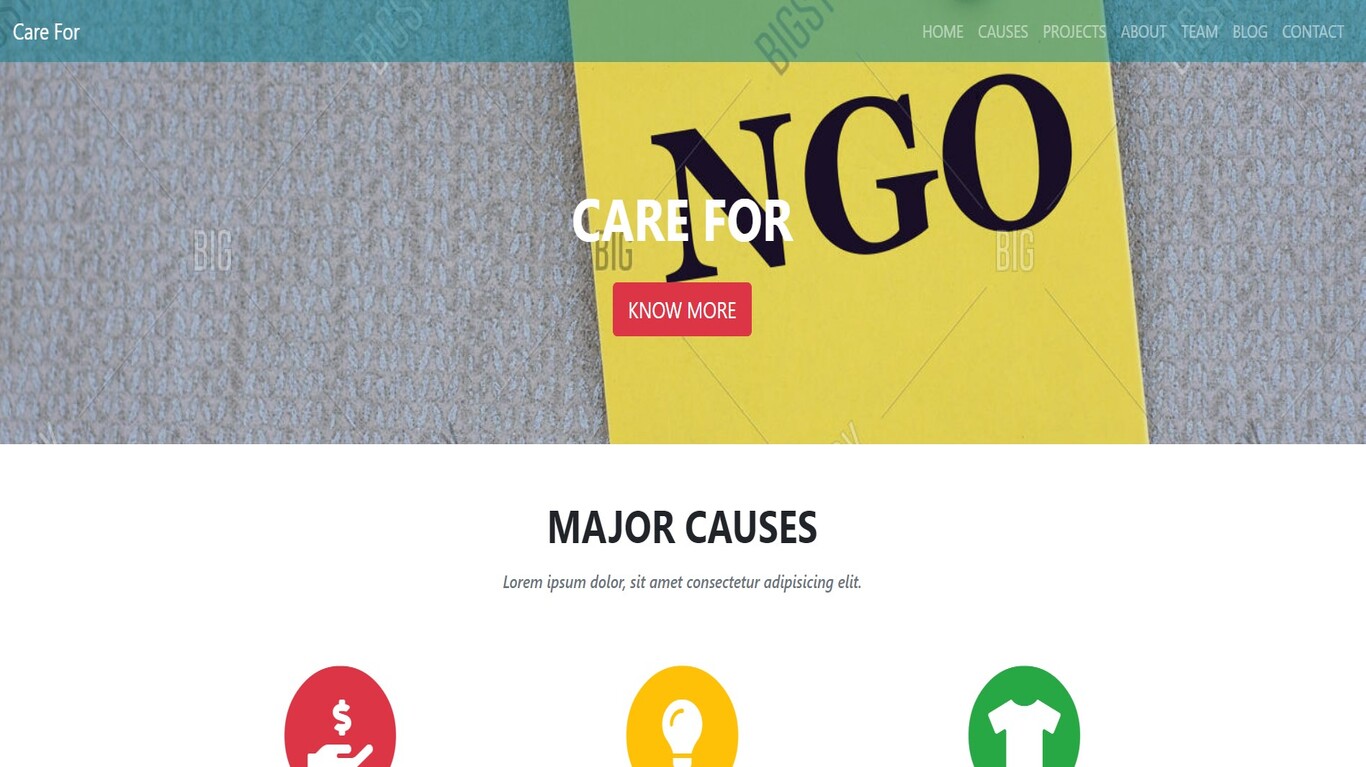 Care For
HOME CAUSES PROJECTS ABOUT TEAM BLOG CONTACT
NGO
CARE FOR
BIG
BIG
BIG
KNOW MORE
MAJOR CAUSES
Lorem ipsum dolor, sit amet consectetur adipisicing elit.
$